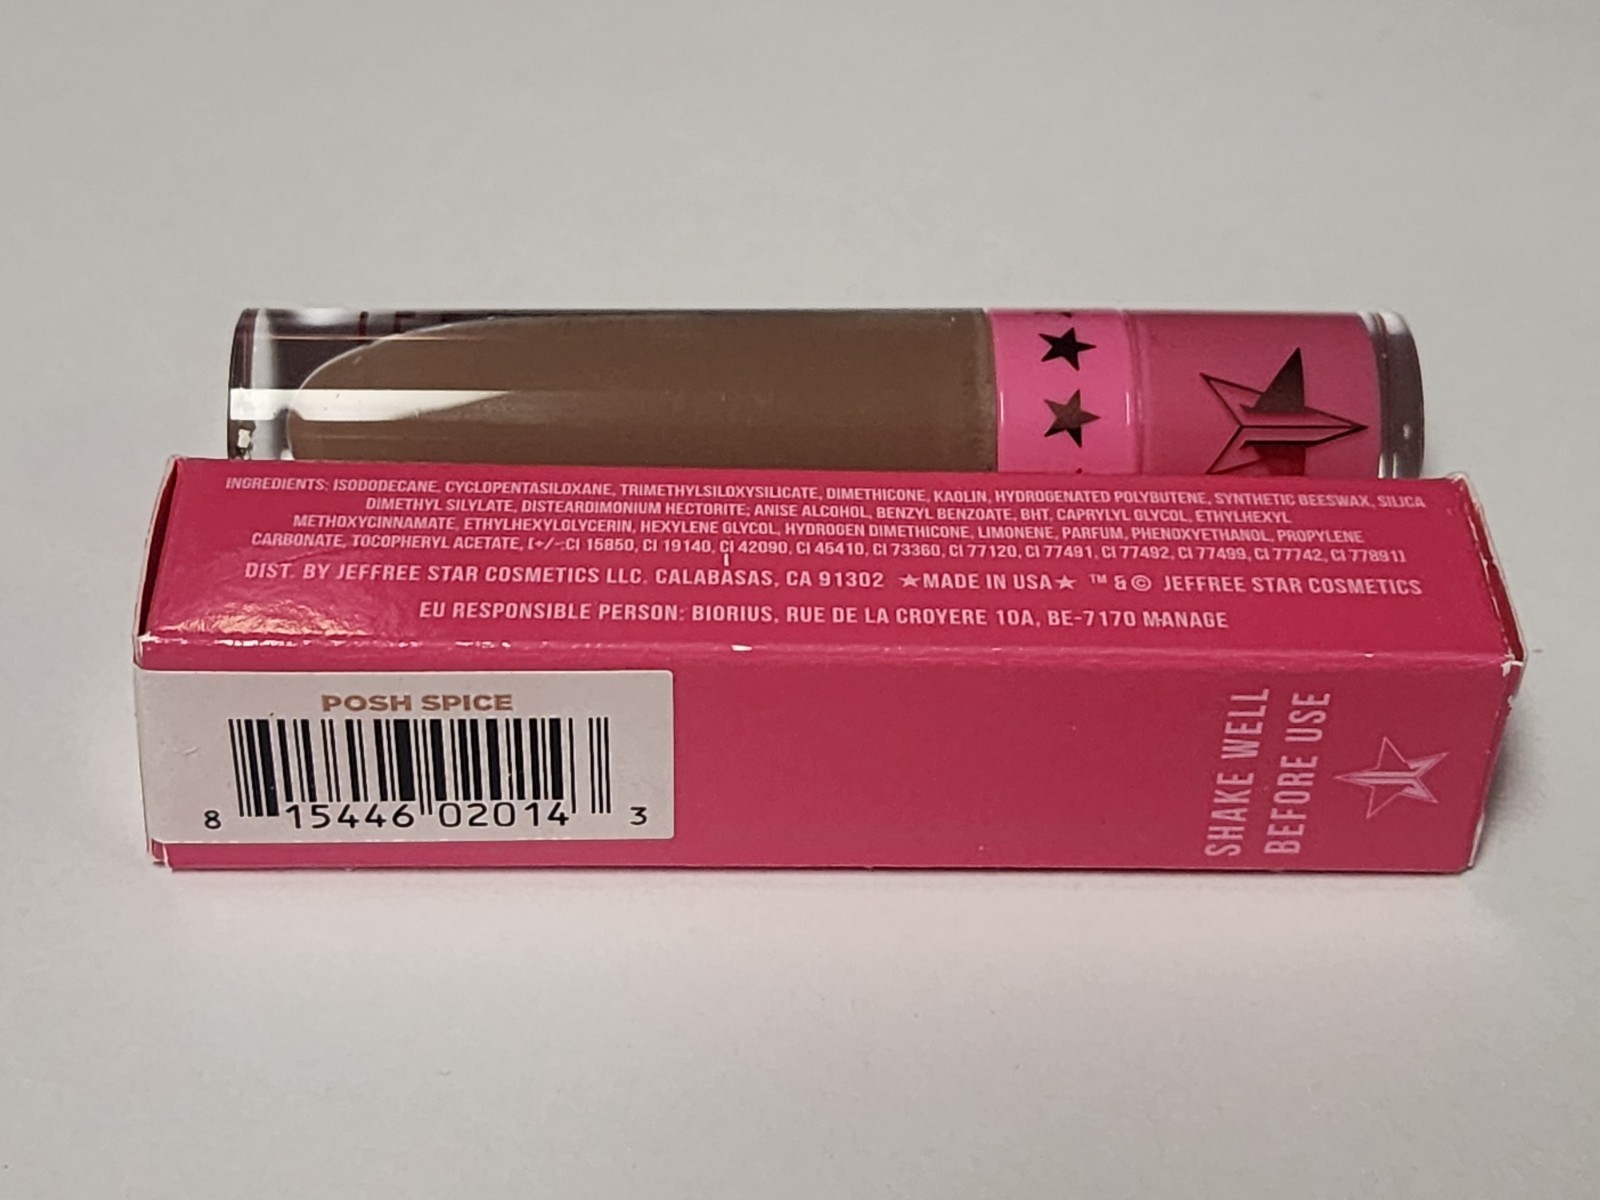 INGREDIENTS: ISODODECANE, CYCLOPENTASILOXANE, TRIMETHYLSILOXYSILICATE, DIMETHICONE, KAOLIN, HYDROGENATED POLYBUTENE, SYNTHETIC BEESWAX, SILICA
DIMETHYL SILYLATE, DISTEARDIMONIUM HECTORITE; ANISE ALCOHOL, BENZYL BENZOATE, BHT, CAPRYLYL GLYCOL, ETHYLHEXYL
METHOXYCINNAMATE, ETHYLHEXYLGLYCERIN, HEXYLENE GLYCOL, HYDROGEN DIMETHICONE, LIMONENE, PARFUM, PHENOXYETHANOL, PROPYLENE
CARBONATE, TOCOPHERYL ACETATE, [+/-:CI 15850, CI 19140, CI 42090, CI 45410, CI 73360, CI 77120, CI 77491, CI 77492, CI 77499, CI 77742, CI 77891]
DIST. BY JEFFREE STAR COSMETICS LLC. CALABASAS, CA 91302 ★MADE IN USA★ ™ & © JEFFREE STAR COSMETICS
EU RESPONSIBLE PERSON: BIORIUS, RUE DE LA CROYERE 10A, BE-7170 MANAGE
POSH SPICE
8 15446 02014 3
SHAKE WELL
BEFORE USE